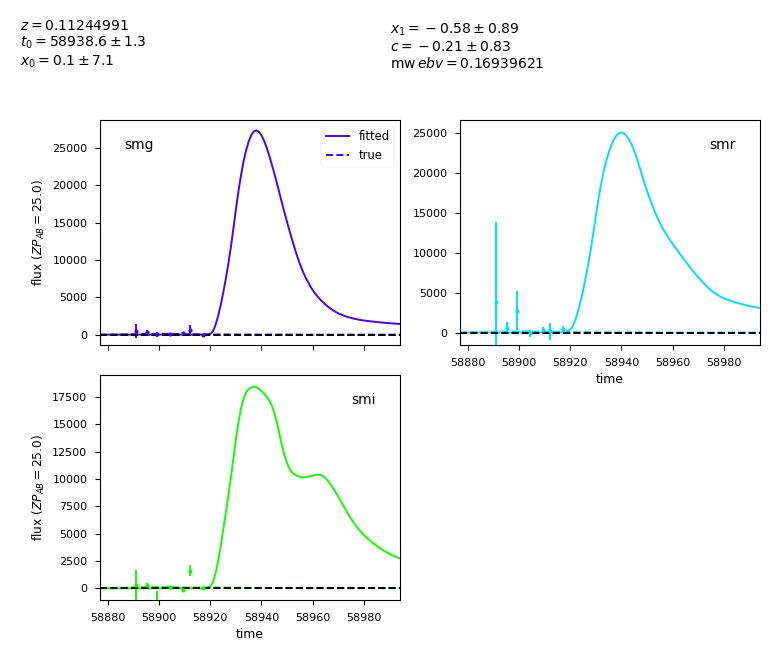 z = 0.11244991
t0 = 58938.6 ± 1.3
x0 = 0.1 ± 7.1
x1 = −0.58 ± 0.89
c = −0.21 ± 0.83
mw ebv = 0.16939621
smg
fitted
true
flux (ZP_AB = 25.0)
25000
20000
15000
10000
5000
0
smr
25000
20000
15000
10000
5000
0
58880 58900 58920 58940 58960 58980
time
smi
flux (ZP_AB = 25.0)
17500
15000
12500
10000
7500
5000
2500
0
58880 58900 58920 58940 58960 58980
time